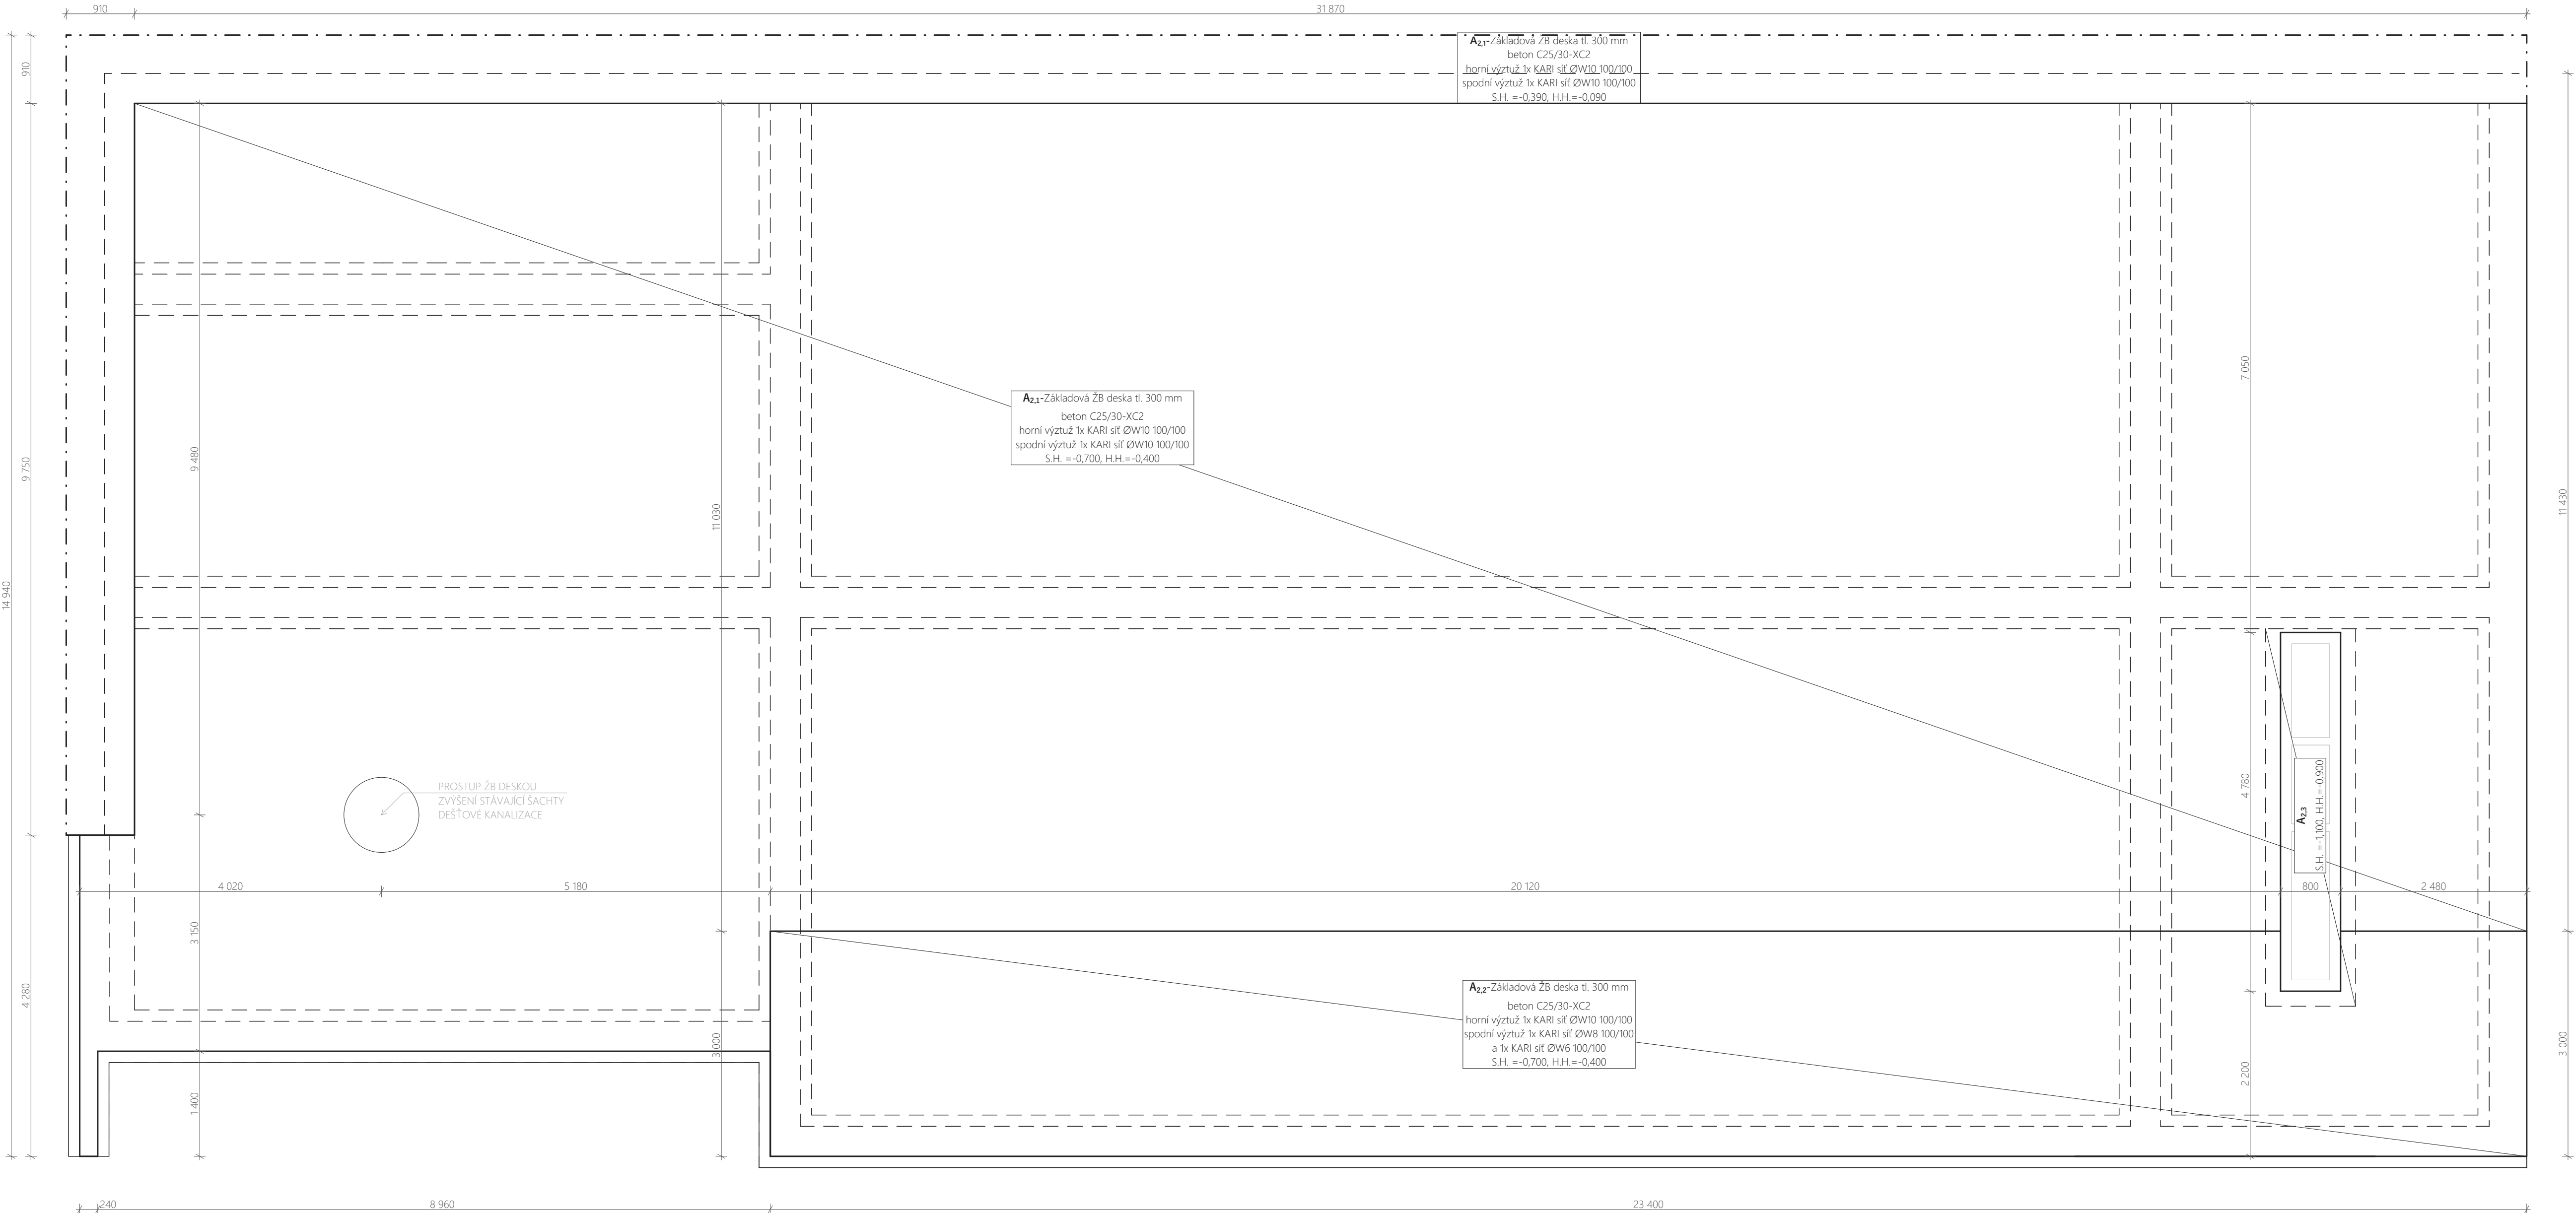 910
31 870
910
A2,1-Základová ŽB deska tl. 300 mm
beton C25/30-XC2
horní výztuž 1x KARI síť ØW10 100/100
spodní výztuž 1x KARI síť ØW10 100/100
S.H. =-0,390, H.H.=-0,090
7 050
A2,1-Základová ŽB deska tl. 300 mm
beton C25/30-XC2
horní výztuž 1x KARI síť ØW10 100/100
spodní výztuž 1x KARI síť ØW10 100/100
S.H. =-0,700, H.H.=-0,400
9 750
9 480
11 030
11 430
14 940
PROSTUP ŽB DESKOU
ZVÝŠENÍ STÁVAJÍCÍ ŠACHTY
DEŠŤOVÉ KANALIZACE
4 780
A2,3
S.H. =-1,100, H.H.=-0,900
4 020
5 180
20 120
800
2 480
3 150
4 280
A2,2-Základová ŽB deska tl. 300 mm
beton C25/30-XC2
horní výztuž 1x KARI síť ØW10 100/100
spodní výztuž 1x KARI síť ØW8 100/100
a 1x KARI síť ØW6 100/100
S.H. =-0,700, H.H.=-0,400
3 000
3 000
2 200
1 400
240
8 960
23 400